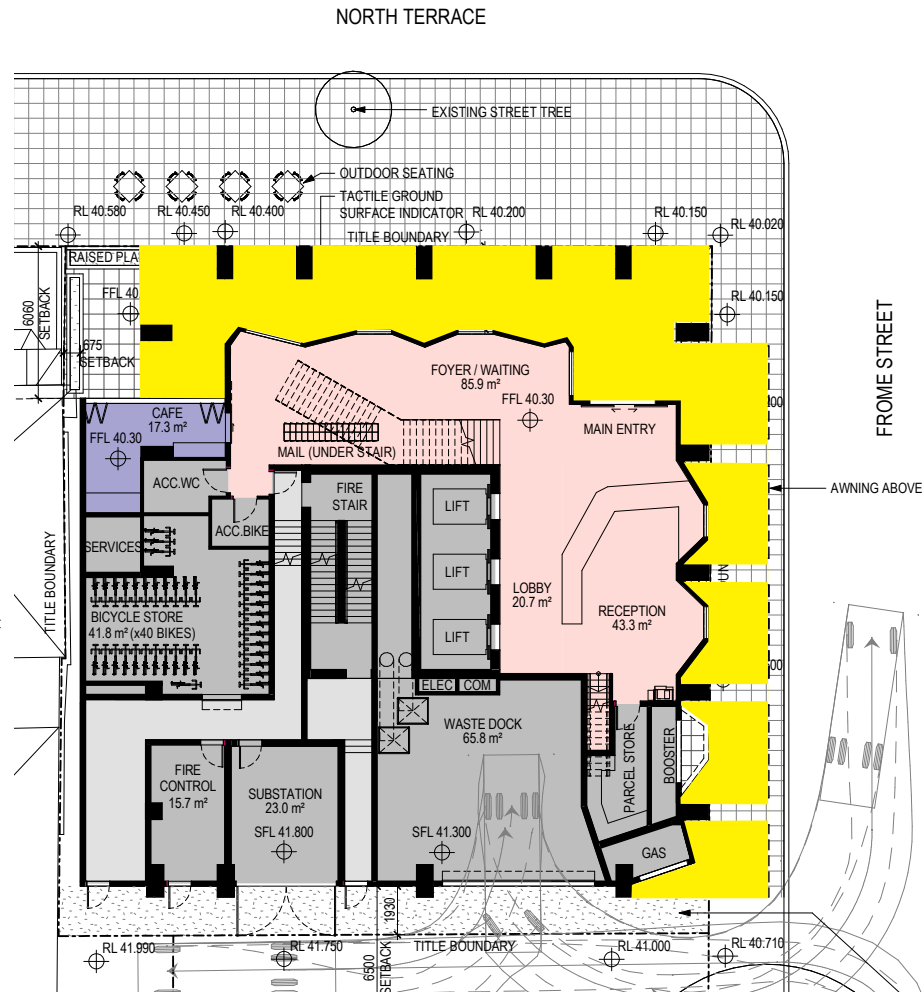 NORTH TERRACE
EXISTING STREET TREE
OUTDOOR SEATING
TACTILE GROUND
SURFACE INDICATOR
TITLE BOUNDARY
RL 40.580
RL 40.450
RL 40.400
RL 40.200
RL 40.150
RL 40.020
RAISED PLA
FFL 40
RL 40.150
6060
SETBACK
675
SETBACK
FROME STREET
FOYER / WAITING
85.9 m²
FFL 40.30
CAFE
17.3 m²
FFL 40.30
MAIL (UNDER STAIR)
MAIN ENTRY
ACC.WC
FIRE
STAIR
LIFT
AWNING ABOVE
ACC.BIKE
SERVICES
LIFT
TITLE BOUNDARY
LOBBY
20.7 m²
RECEPTION
43.3 m²
BICYCLE STORE
41.8 m² (x40 BIKES)
LIFT
ELEC
COM
WASTE DOCK
65.8 m²
PARCEL STORE
BOOSTER
FIRE
CONTROL
15.7 m²
SUBSTATION
23.0 m²
SFL 41.800
SFL 41.300
GAS
1930
6500
SETBACK
RL 41.990
RL 41.750
TITLE BOUNDARY
RL 41.000
RL 40.710